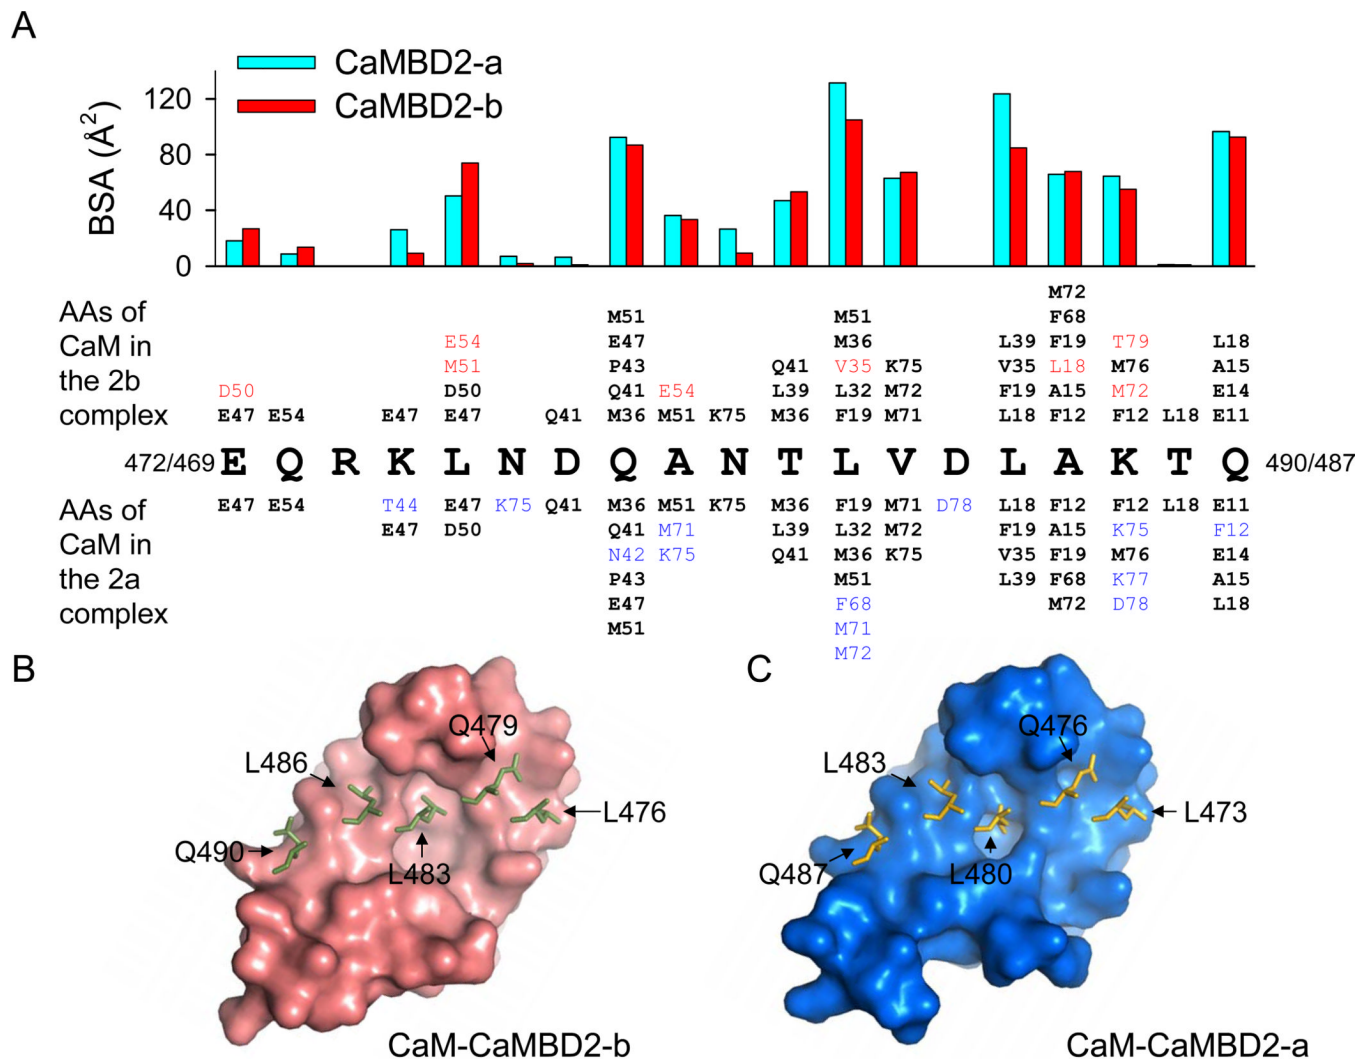 A
CaMBD2-a
CaMBD2-b
BSA (Å2)
120
80
40
0
AAs of
CaM in
the 2b
complex
M72
M51 M51 F68
E54 E47 M36 L39 F19 T79 L18
M51 P43 Q41 V35 K75 V35 L18 M76 A15
D50 D50 Q41 E54 L39 L32 M72 F19 A15 M72 E14
E47 E54 E47 E47 Q41 M36 M51 K75 M36 F19 M71 L18 F12 F12 L18 E11
472/469 E Q R K L N D Q A N T L V D L A K T Q 490/487
AAs of
CaM in
the 2a
complex
E47 E54 T44 E47 K75 Q41 M36 M51 K75 M36 F19 M71 D78 L18 F12 F12 L18 E11
E47 D50 Q41 M71 L39 L32 M72 F19 A15 K75 F12
N42 K75 Q41 M36 K75 V35 F19 M76 E14
P43 M51 L39 F68 K77 A15
E47 F68 M72 D78 L18
M51 M71
M72
B
Q479
L486
L476
Q490
L483
CaM-CaMBD2-b
C
Q476
L483
L473
Q487
L480
CaM-CaMBD2-a